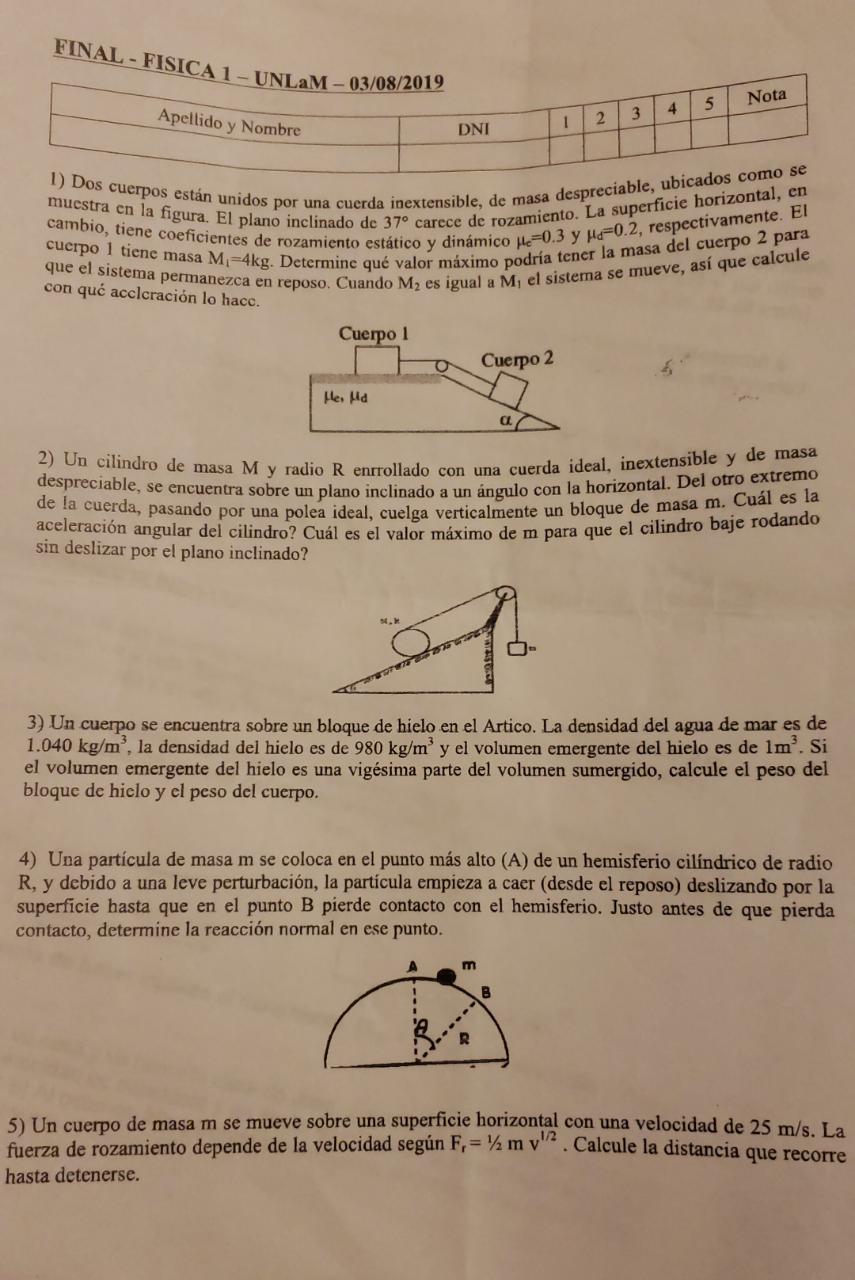 FINAL - FISICA 1 – UNLaM – 03/08/2019
Apellido y Nombre DNI 1 2 3 4 5 Nota
1) Dos cuerpos están unidos por una cuerda inextensible, de masa despreciable, ubicados como se
muestra en la figura. El plano inclinado de 37° carece de rozamiento. La superficie horizontal, en
cambio, tiene coeficientes de rozamiento estático y dinámico μe=0.3 y μd=0.2, respectivamente. El
cuerpo 1 tiene masa M₁=4kg. Determine qué valor máximo podría tener la masa del cuerpo 2 para
que el sistema permanezca en reposo. Cuando M₂ es igual a M₁ el sistema se mueve, así que calcule
con qué aceleración lo hace.
Cuerpo 1
Cuerpo 2
μe, μd
α
2) Un cilindro de masa M y radio R enrrollado con una cuerda ideal, inextensible y de masa
despreciable, se encuentra sobre un plano inclinado a un ángulo con la horizontal. Del otro extremo
de la cuerda, pasando por una polea ideal, cuelga verticalmente un bloque de masa m. Cuál es la
aceleración angular del cilindro? Cuál es el valor máximo de m para que el cilindro baje rodando
sin deslizar por el plano inclinado?
M, R
m
3) Un cuerpo se encuentra sobre un bloque de hielo en el Artico. La densidad del agua de mar es de
1.040 kg/m³, la densidad del hielo es de 980 kg/m³ y el volumen emergente del hielo es de 1m³. Si
el volumen emergente del hielo es una vigésima parte del volumen sumergido, calcule el peso del
bloque de hielo y el peso del cuerpo.
4) Una partícula de masa m se coloca en el punto más alto (A) de un hemisferio cilíndrico de radio
R, y debido a una leve perturbación, la partícula empieza a caer (desde el reposo) deslizando por la
superficie hasta que en el punto B pierde contacto con el hemisferio. Justo antes de que pierda
contacto, determine la reacción normal en ese punto.
A m
B
θ R
5) Un cuerpo de masa m se mueve sobre una superficie horizontal con una velocidad de 25 m/s. La
fuerza de rozamiento depende de la velocidad según Fr = ½ m v^1/2 . Calcule la distancia que recorre
hasta detenerse.